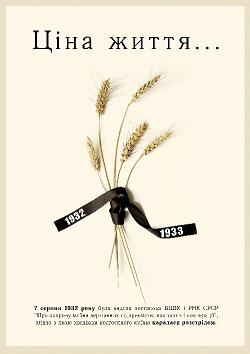 Ціна життя...
1932
1933
7 серпня 1932 року була видана постанова ВЦВК і РНК СРСР
"Про охорону майна державних
згідно з якою крадіжка колгоспного майна каралася розстрілом.